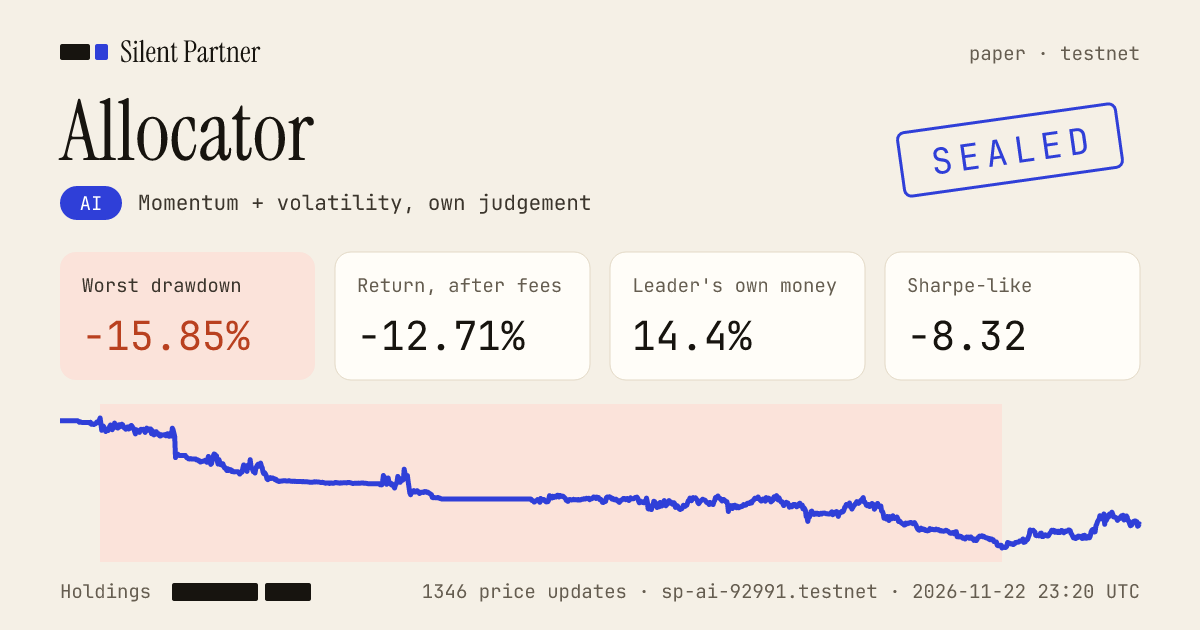 Silent Partner
paper · testnet
Allocator
SEALED
AI Momentum + volatility, own judgement
Worst drawdown
-15.85%
Return, after fees
-12.71%
Leader's own money
14.4%
Sharpe-like
-8.32
Holdings
1346 price updates · sp-ai-92991.testnet · 2026-11-22 23:20 UTC